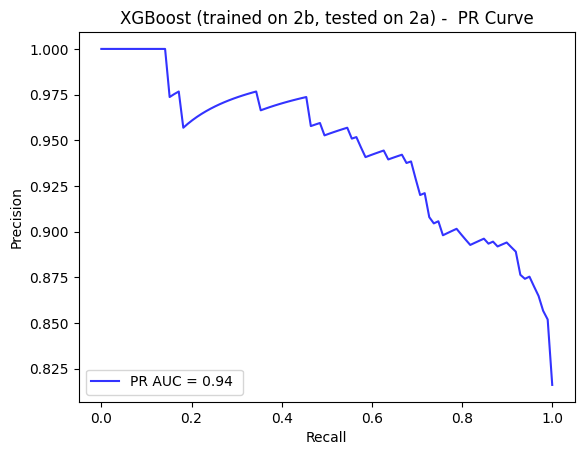 XGBoost (trained on 2b, tested on 2a) -  PR Curve
Precision
1.000
0.975
0.950
0.925
0.900
0.875
0.850
0.825
PR AUC = 0.94
0.0 0.2 0.4 0.6 0.8 1.0
Recall